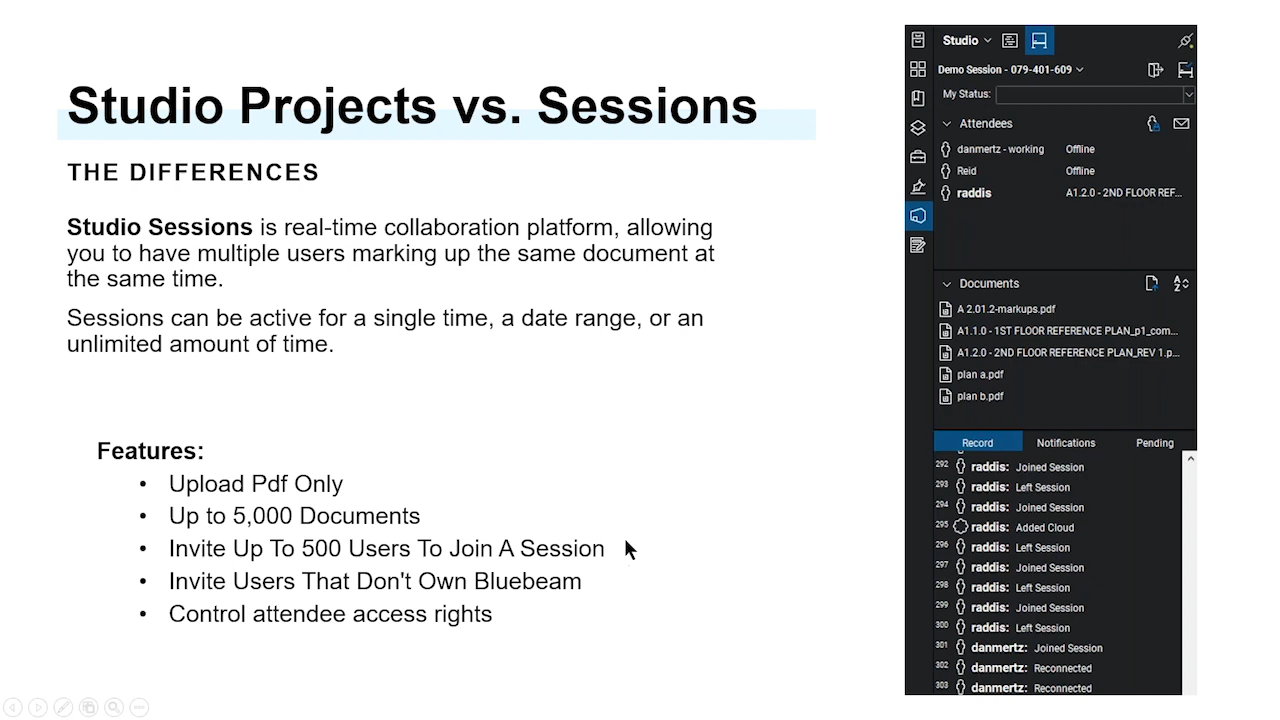 Studio Projects vs. Sessions
THE DIFFERENCES
Studio Sessions is real-time collaboration platform, allowing
you to have multiple users marking up the same document at
the same time.
Sessions can be active for a single time, a date range, or an
unlimited amount of time.
Features:
• Upload Pdf Only
• Up to 5,000 Documents
• Invite Up To 500 Users To Join A Session
• Invite Users That Don't Own Bluebeam
• Control attendee access rights
Studio
Demo Session - 079-401-609
My Status:
Attendees
danmertz - working Offline
Reid Offline
raddis A1.2.0 - 2ND FLOOR REF...
Documents
A 2.01.2-markups.pdf
A1.1.0 - 1ST FLOOR REFERENCE PLAN_p1_com...
A1.2.0 - 2ND FLOOR REFERENCE PLAN_REV 1.p...
plan a.pdf
plan b.pdf
Record Notifications Pending
292 raddis: Joined Session
293 raddis: Left Session
294 raddis: Joined Session
295 raddis: Added Cloud
296 raddis: Left Session
297 raddis: Joined Session
298 raddis: Left Session
299 raddis: Joined Session
300 raddis: Left Session
301 danmertz: Joined Session
302 danmertz: Reconnected
303 danmertz: Reconnected